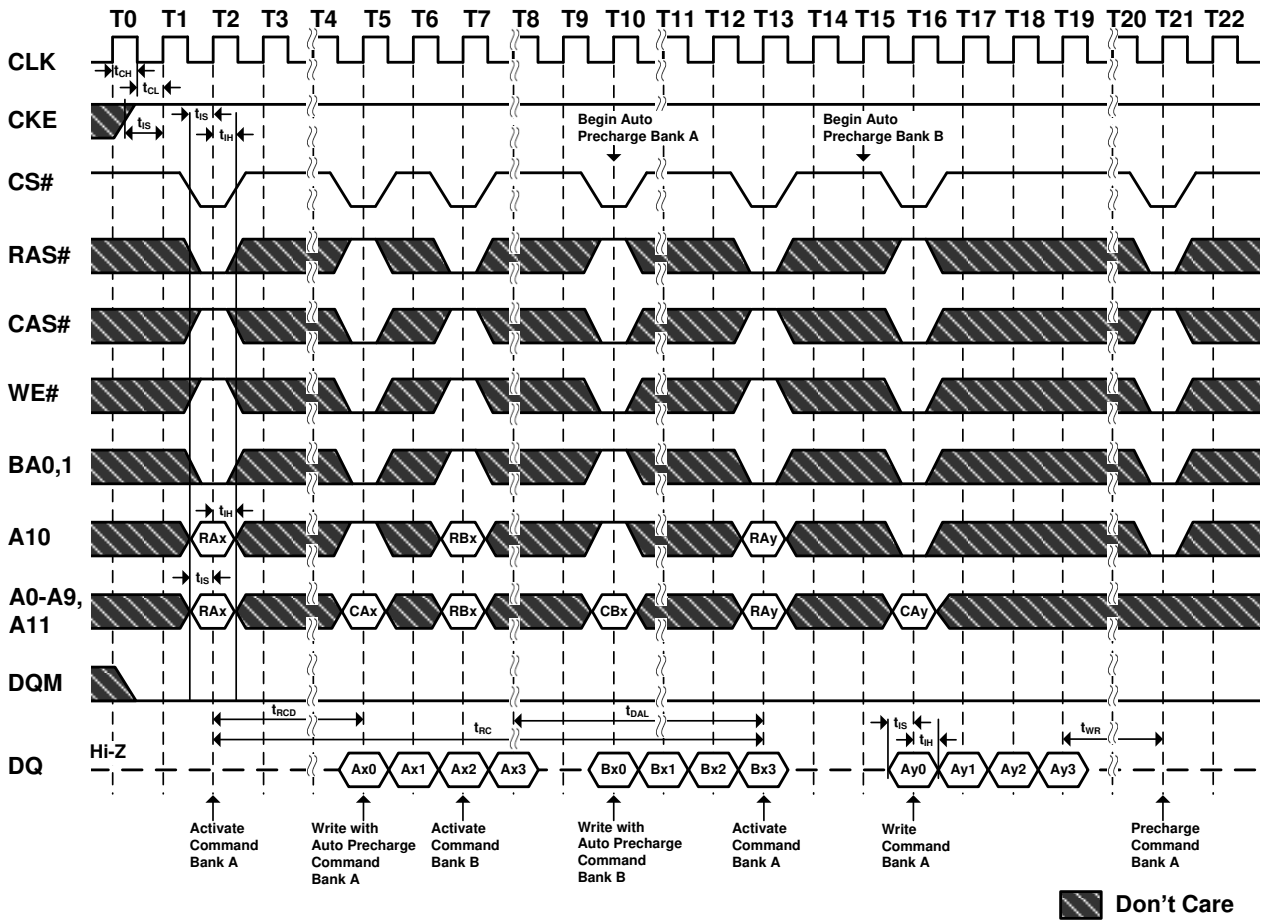 T0 T1 T2 T3 T4 T5 T6 T7 T8 T9 T10 T11 T12 T13 T14 T15 T16 T17 T18 T19 T20 T21 T22
CLK
tCH
tCL
CKE
tIS
tIS
tIH
Begin Auto
Precharge Bank A
Begin Auto
Precharge Bank B
CS#
RAS#
CAS#
WE#
BA0,1
tIH
A10
RAx
RBx
RAy
tIS
A0-A9,
A11
RAx
CAx
RBx
CBx
RAy
CAy
DQM
tRCD
tDAL
tRC
tIS
tIH
tWR
Hi-Z
DQ
Ax0 Ax1 Ax2 Ax3
Bx0 Bx1 Bx2 Bx3
Ay0 Ay1 Ay2 Ay3
Activate
Command
Bank A
Write with
Auto Precharge
Command
Bank A
Activate
Command
Bank B
Write with
Auto Precharge
Command
Bank B
Activate
Command
Bank A
Write
Command
Bank A
Precharge
Command
Bank A
Don't Care